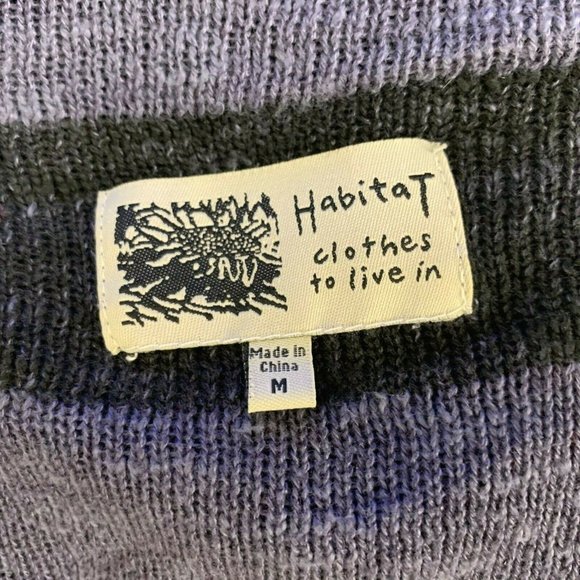 HabitaT
clothes
to live in
Made in
China
M